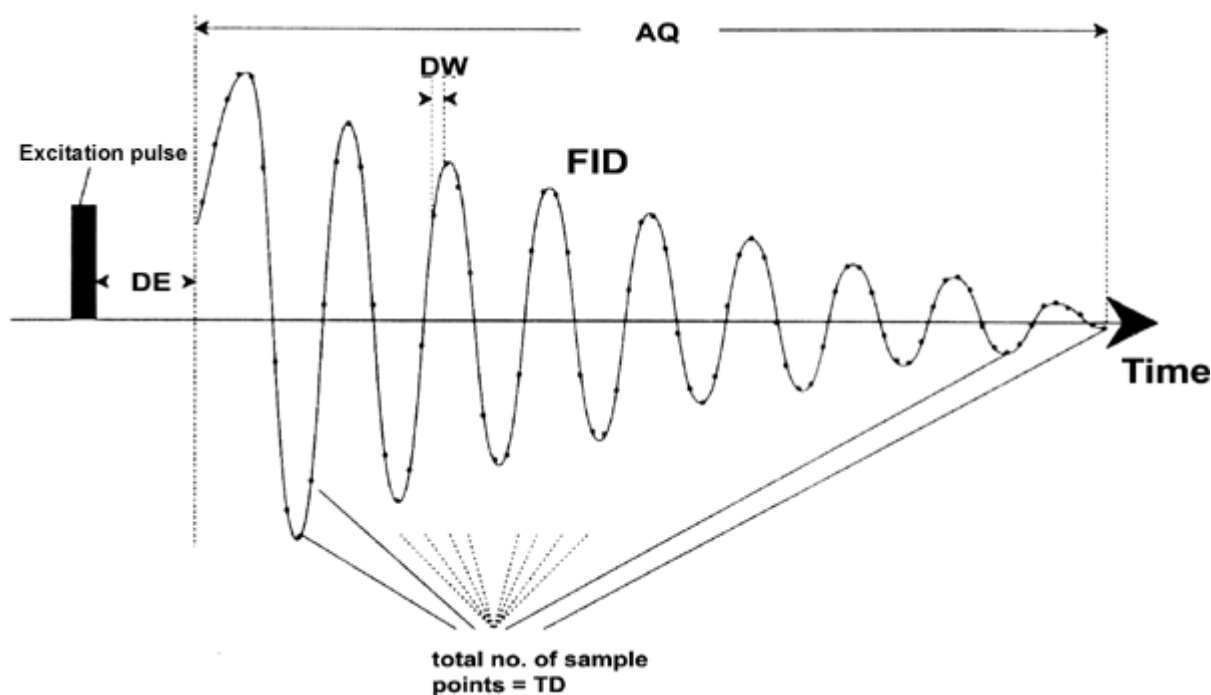 AQ
DW
Excitation pulse
FID
DE
Time
total no. of sample
points = TD